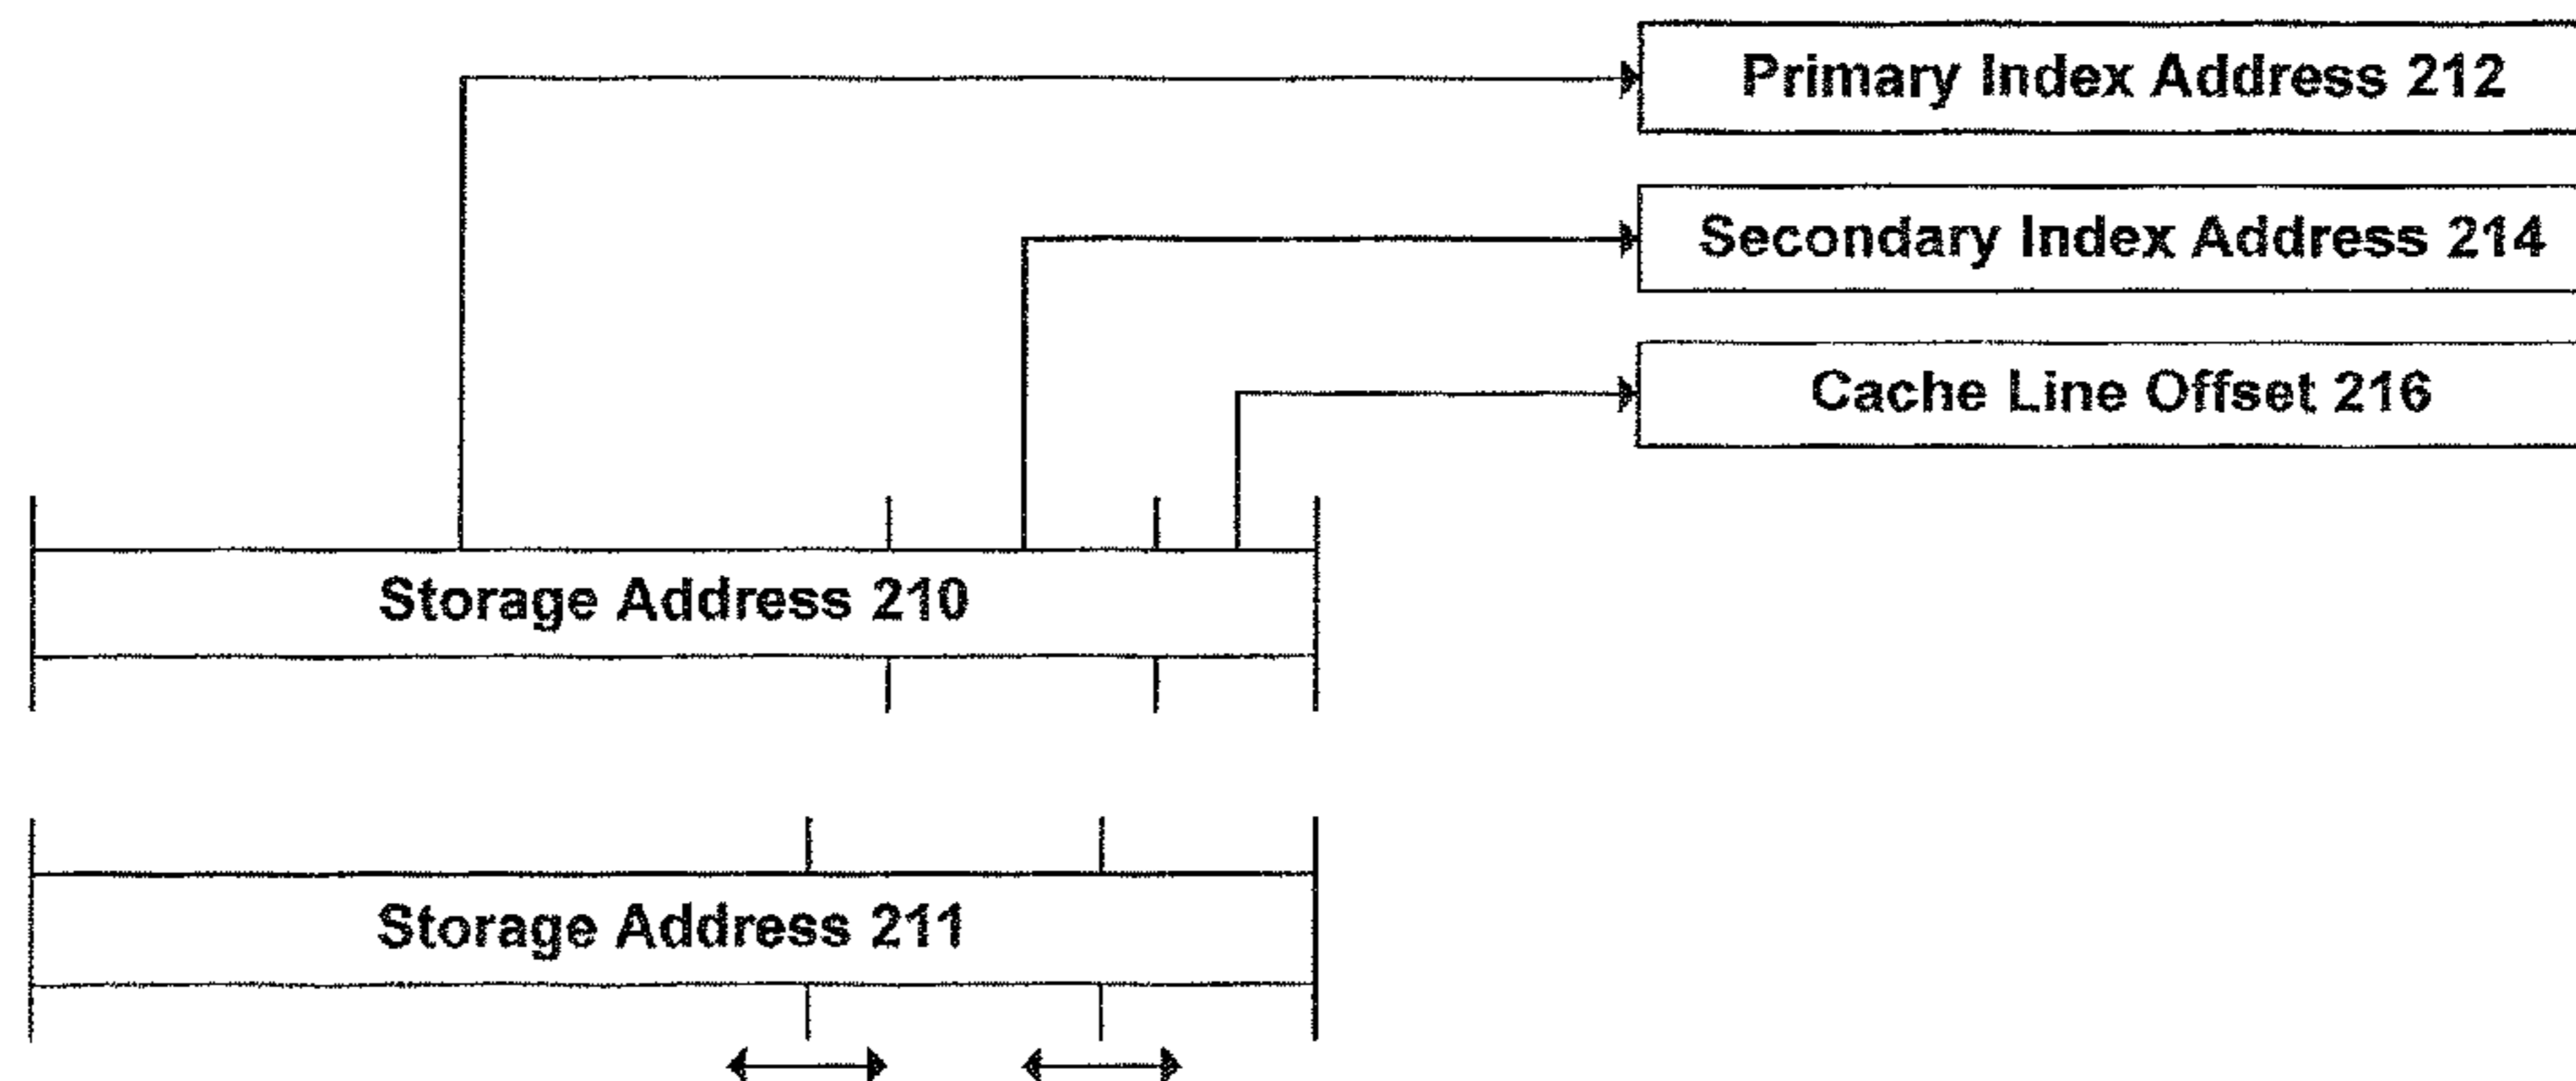 Primary Index Address 212
Secondary Index Address 214
Cache Line Offset 216
Storage Address 210
Storage Address 211